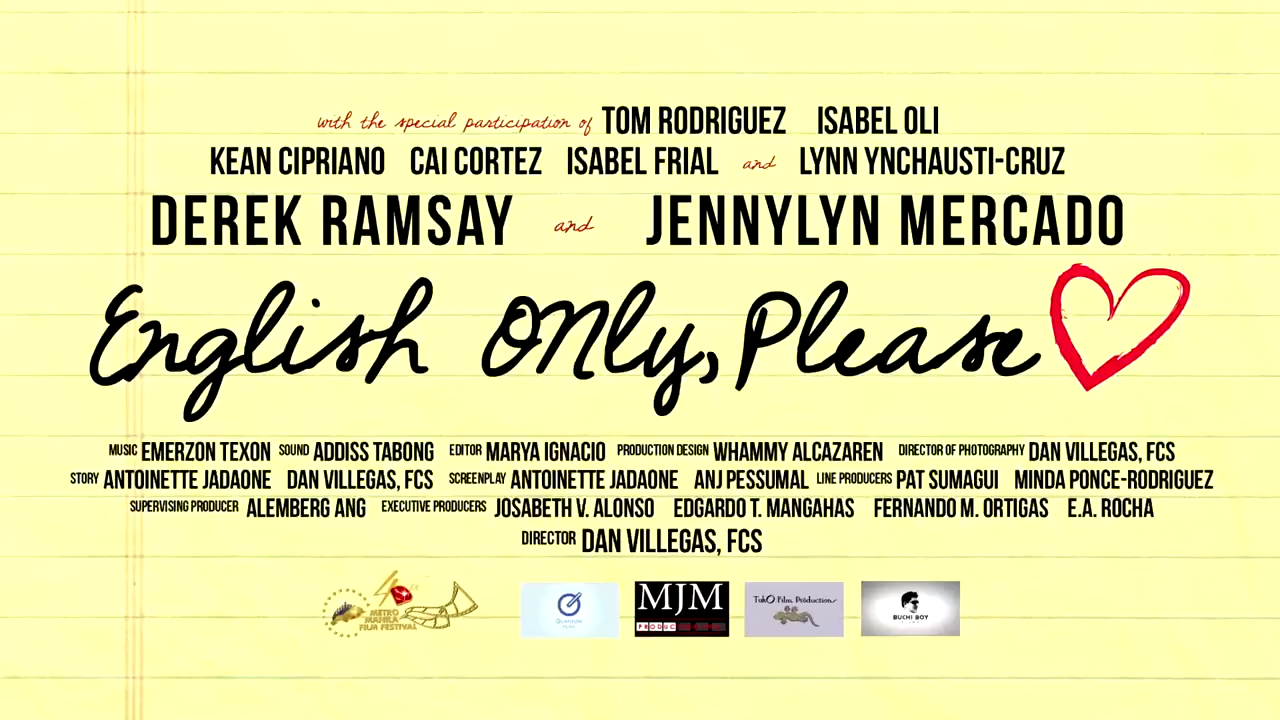 with the special participation of TOM RODRIGUEZ ISABEL OLI
KEAN CIPRIANO CAI CORTEZ ISABEL FRIAL and LYNN YNCHAUSTI-CRUZ
DEREK RAMSAY and JENNYLYN MERCADO
English Only, Please
MUSIC EMERZON TEXON SOUND ADDISS TABONG EDITOR MARYA IGNACIO PRODUCTION DESIGN WHAMMY ALCAZAREN DIRECTOR OF PHOTOGRAPHY DAN VILLEGAS, FCS
STORY ANTOINETTE JADAONE DAN VILLEGAS, FCS SCREENPLAY ANTOINETTE JADAONE ANJ PESSUMAL LINE PRODUCERS PAT SUMAGUI MINDA PONCE-RODRIGUEZ
SUPERVISING PRODUCER ALEMBERG ANG EXECUTIVE PRODUCERS JOSABETH V. ALONSO EDGARDO T. MANGAHAS FERNANDO M. ORTIGAS E.A. ROCHA
DIRECTOR DAN VILLEGAS, FCS
METRO
MANILA
FILM FESTIVAL
QUANTUM
MJM
TukO Film Productions
BUCHI BOY